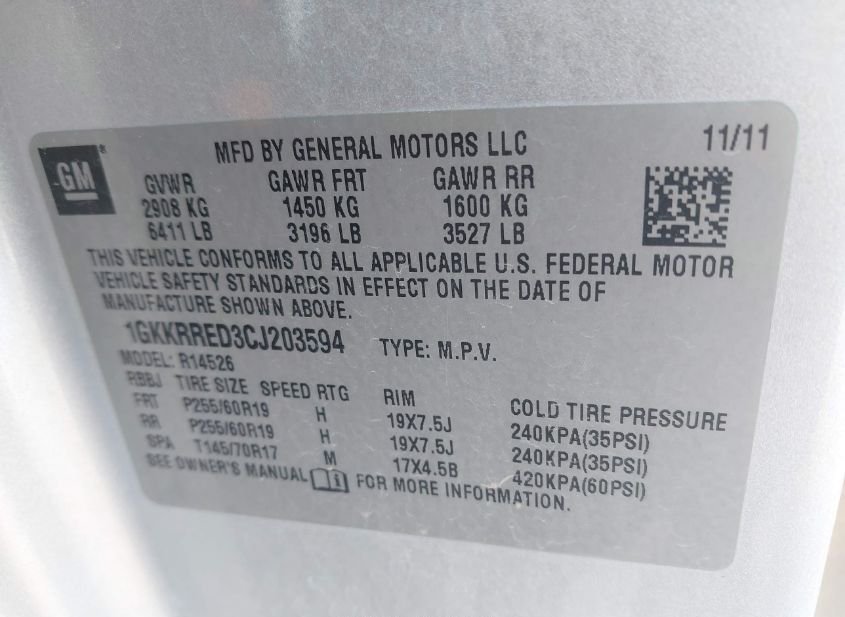 GM
MFD BY GENERAL MOTORS LLC 11/11
GVWR GAWR FRT GAWR RR
2908 KG 1450 KG 1600 KG
6411 LB 3196 LB 3527 LB
THIS VEHICLE CONFORMS TO ALL APPLICABLE U.S. FEDERAL MOTOR
VEHICLE SAFETY STANDARDS IN EFFECT ON THE DATE OF
MANUFACTURE SHOWN ABOVE.
1GKKRRED3CJ203594 TYPE: M.P.V.
MODEL: R14526
RBBJ TIRE SIZE SPEED RTG RIM COLD TIRE PRESSURE
FRT P255/60R19 H 19X7.5J 240KPA(35PSI)
RR P255/60R19 H 19X7.5J 240KPA(35PSI)
SPA T145/70R17 M 17X4.5B 420KPA(60PSI)
SEE OWNER'S MANUAL i FOR MORE INFORMATION.